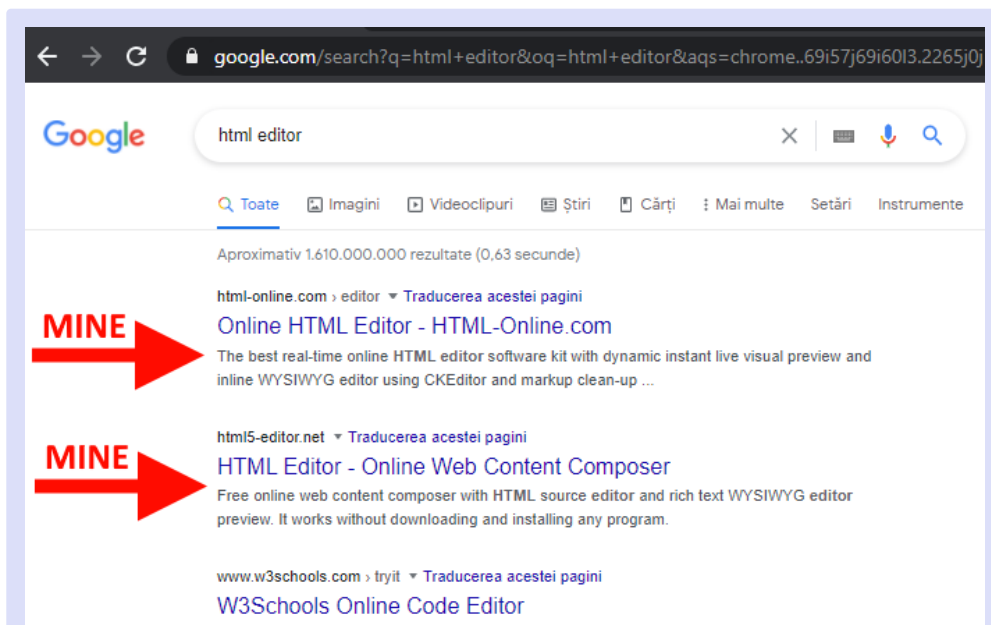 google.com/search?q=html+editor&oq=html+editor&aqs=chrome..69i57j69i60l3.2265j0j
Google
html editor
Toate Imagini Videoclipuri Știri Cărți Mai multe Setări Instrumente
Aproximativ 1.610.000.000 rezultate (0,63 secunde)
html-online.com › editor Traducerea acestei pagini
Online HTML Editor - HTML-Online.com
MINE
The best real-time online HTML editor software kit with dynamic instant live visual preview and
inline WYSIWYG editor using CKEditor and markup clean-up ...
html5-editor.net Traducerea acestei pagini
HTML Editor - Online Web Content Composer
MINE
Free online web content composer with HTML source editor and rich text WYSIWYG editor
preview. It works without downloading and installing any program.
www.w3schools.com › tryit Traducerea acestei pagini
W3Schools Online Code Editor